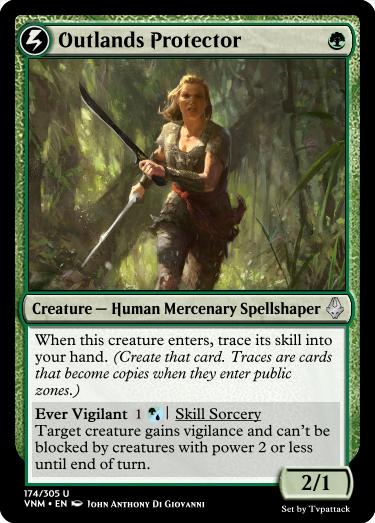 Outlands Protector
Creature — Human Mercenary Spellshaper
When this creature enters, trace its skill into
your hand. (Create that card. Traces are cards
that become copies when they enter public
zones.)
Ever Vigilant 1 | Skill Sorcery
Target creature gains vigilance and can't be
blocked by creatures with power 2 or less
until end of turn.
2/1
174/305 U
VNM • EN John Anthony Di Giovanni
Set by Tvpattack